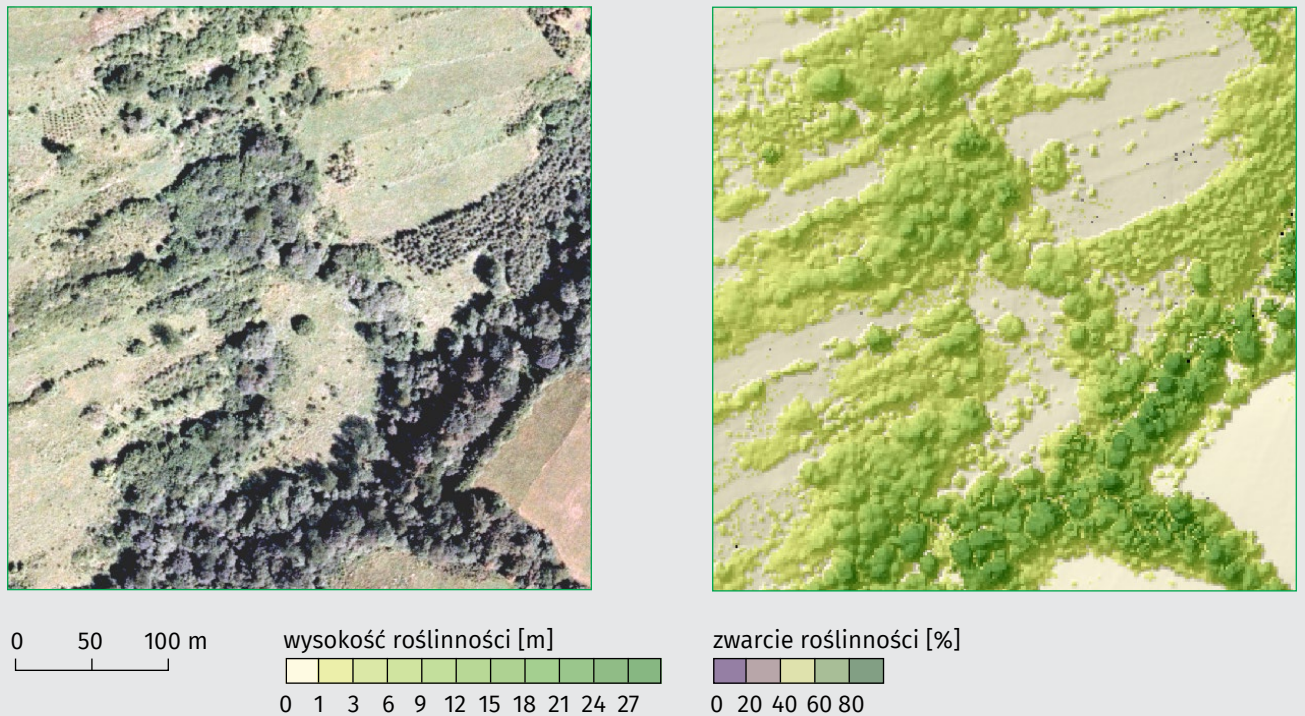 0 50 100 m
wysokość roślinności [m]
0 1 3 6 9 12 15 18 21 24 27
zwarcie roślinności [%]
0 20 40 60 80